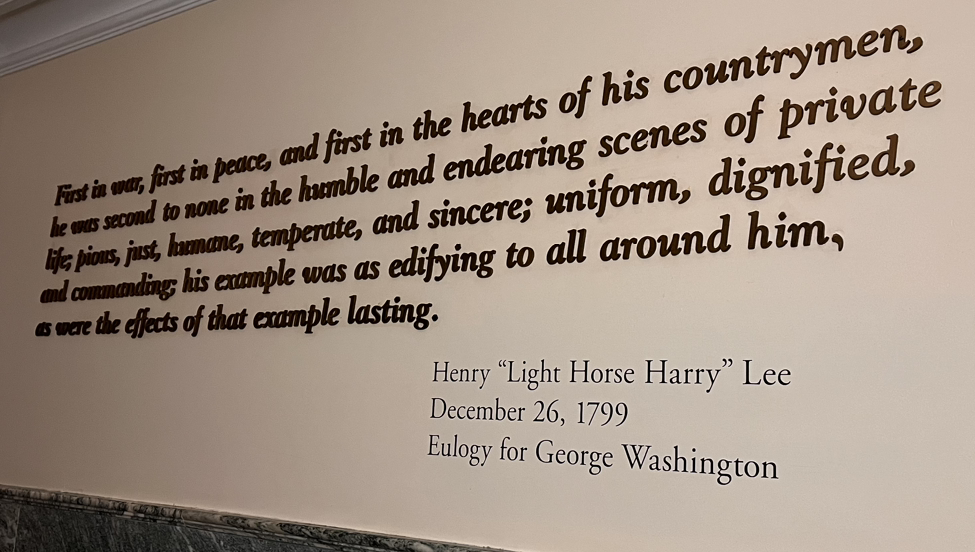 First in war, first in peace, and first in the hearts of his countrymen,
he was second to none in the humble and endearing scenes of private
life; pious, just, humane, temperate, and sincere; uniform, dignified,
and commanding; his example was as edifying to all around him,
as were the effects of that example lasting.
Henry “Light Horse Harry” Lee
December 26, 1799
Eulogy for George Washington